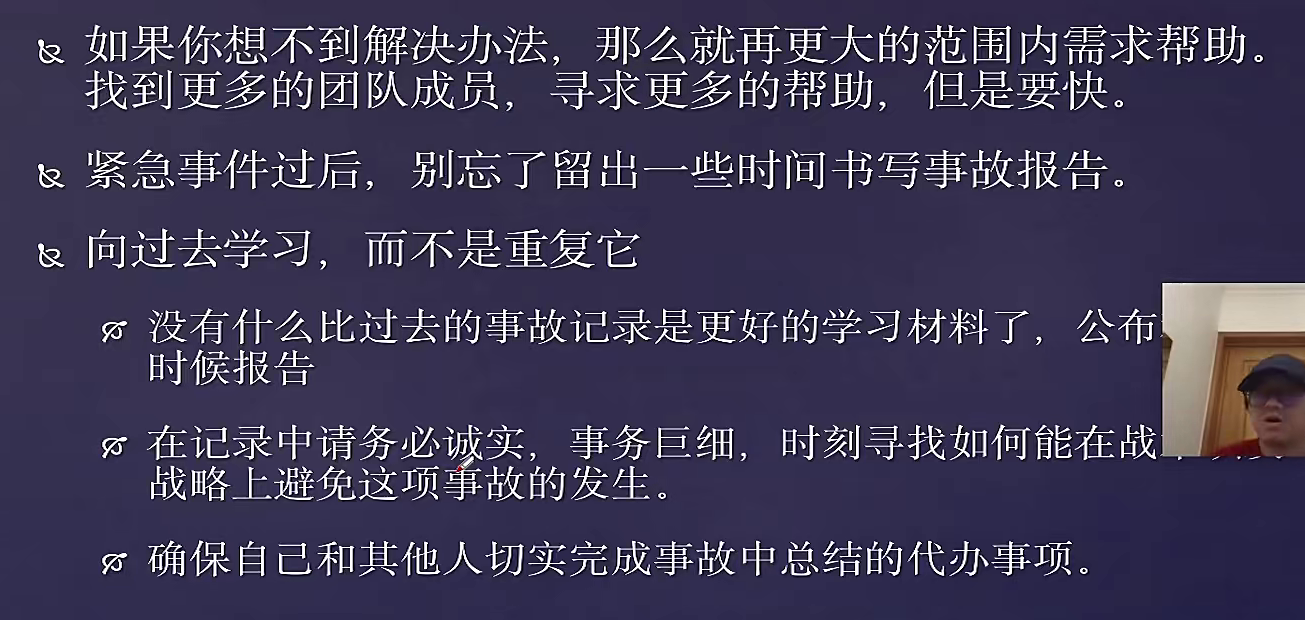 如果你想不到解决办法，那么就再更大的范围内需求帮助。
找到更多的团队成员，寻求更多的帮助，但是要快。
紧急事件过后，别忘了留出一些时间书写事故报告。
向过去学习，而不是重复它
没有什么比过去的事故记录是更好的学习材料了，公布
时候报告
在记录中请务必诚实，事务巨细，时刻寻找如何能在战
战略上避免这项事故的发生。
确保自己和其他人切实完成事故中总结的代办事项。